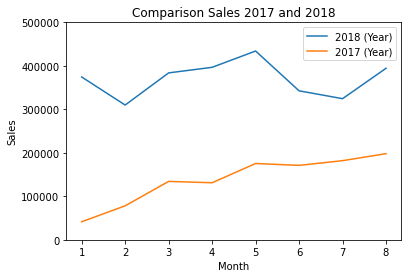 Comparison Sales 2017 and 2018
500000
400000
300000
200000
100000
0
Sales
2018 (Year)
2017 (Year)
1 2 3 4 5 6 7 8
Month